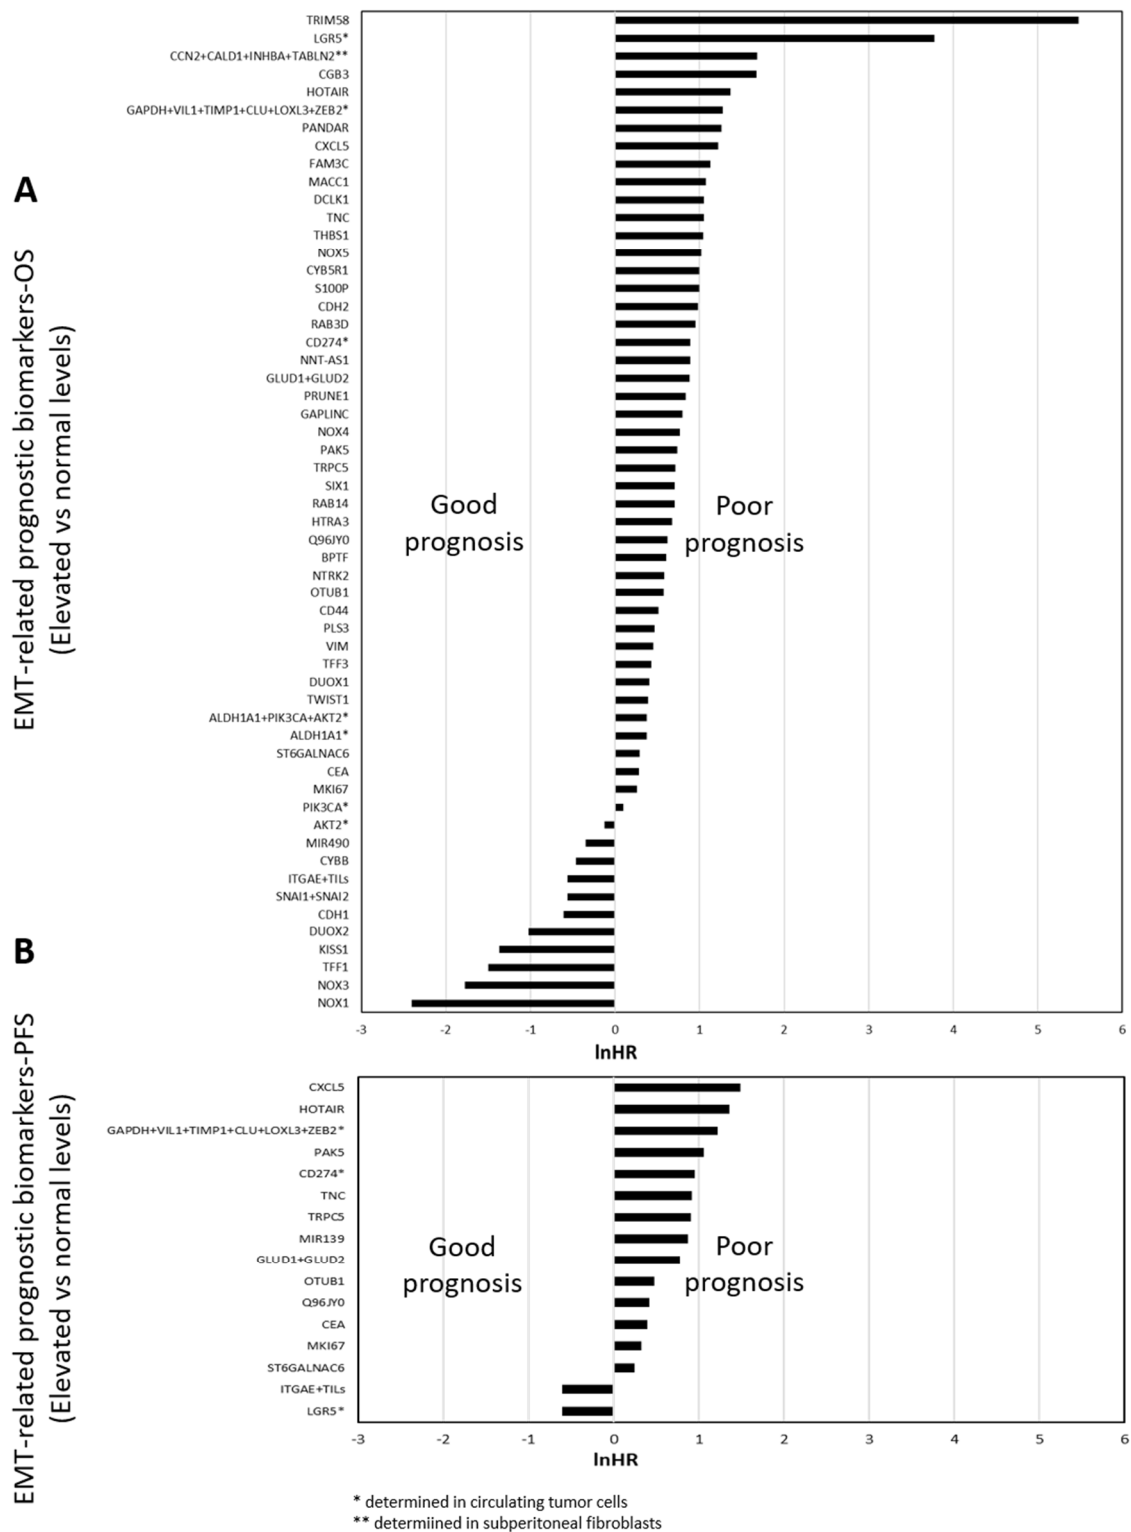 A
EMT-related prognostic biomarkers-OS
(Elevated vs normal levels)
TRIM58
LGR5*
CCN2+CALD1+INHBA+TABLN2**
CGB3
HOTAIR
GAPDH+VIL1+TIMP1+CLU+LOXL3+ZEB2*
PANDAR
CXCL5
FAM3C
MACC1
DCLK1
TNC
THBS1
NOX5
CYB5R1
S100P
CDH2
RAB3D
CD274*
NNT-AS1
GLUD1+GLUD2
PRUNE1
GAPLINC
NOX4
PAK5
TRPC5
SIX1
RAB14
HTRA3
Q96JY0
BPTF
NTRK2
OTUB1
CD44
PLS3
VIM
TFF3
DUOX1
TWIST1
ALDH1A1+PIK3CA+AKT2*
ALDH1A1*
ST6GALNAC6
CEA
MKI67
PIK3CA*
AKT2*
MIR490
CYBB
ITGAE+TILs
SNAI1+SNAI2
CDH1
DUOX2
KISS1
TFF1
NOX3
NOX1
Good
prognosis
Poor
prognosis
-3 -2 -1 0 1 2 3 4 5 6
lnHR
B
EMT-related prognostic biomarkers-PFS
(Elevated vs normal levels)
CXCL5
HOTAIR
GAPDH+VIL1+TIMP1+CLU+LOXL3+ZEB2*
PAK5
CD274*
TNC
TRPC5
MIR139
GLUD1+GLUD2
OTUB1
Q96JY0
CEA
MKI67
ST6GALNAC6
ITGAE+TILs
LGR5*
Good
prognosis
Poor
prognosis
-3 -2 -1 0 1 2 3 4 5 6
lnHR
* determined in circulating tumor cells
** determiined in subperitoneal fibroblasts